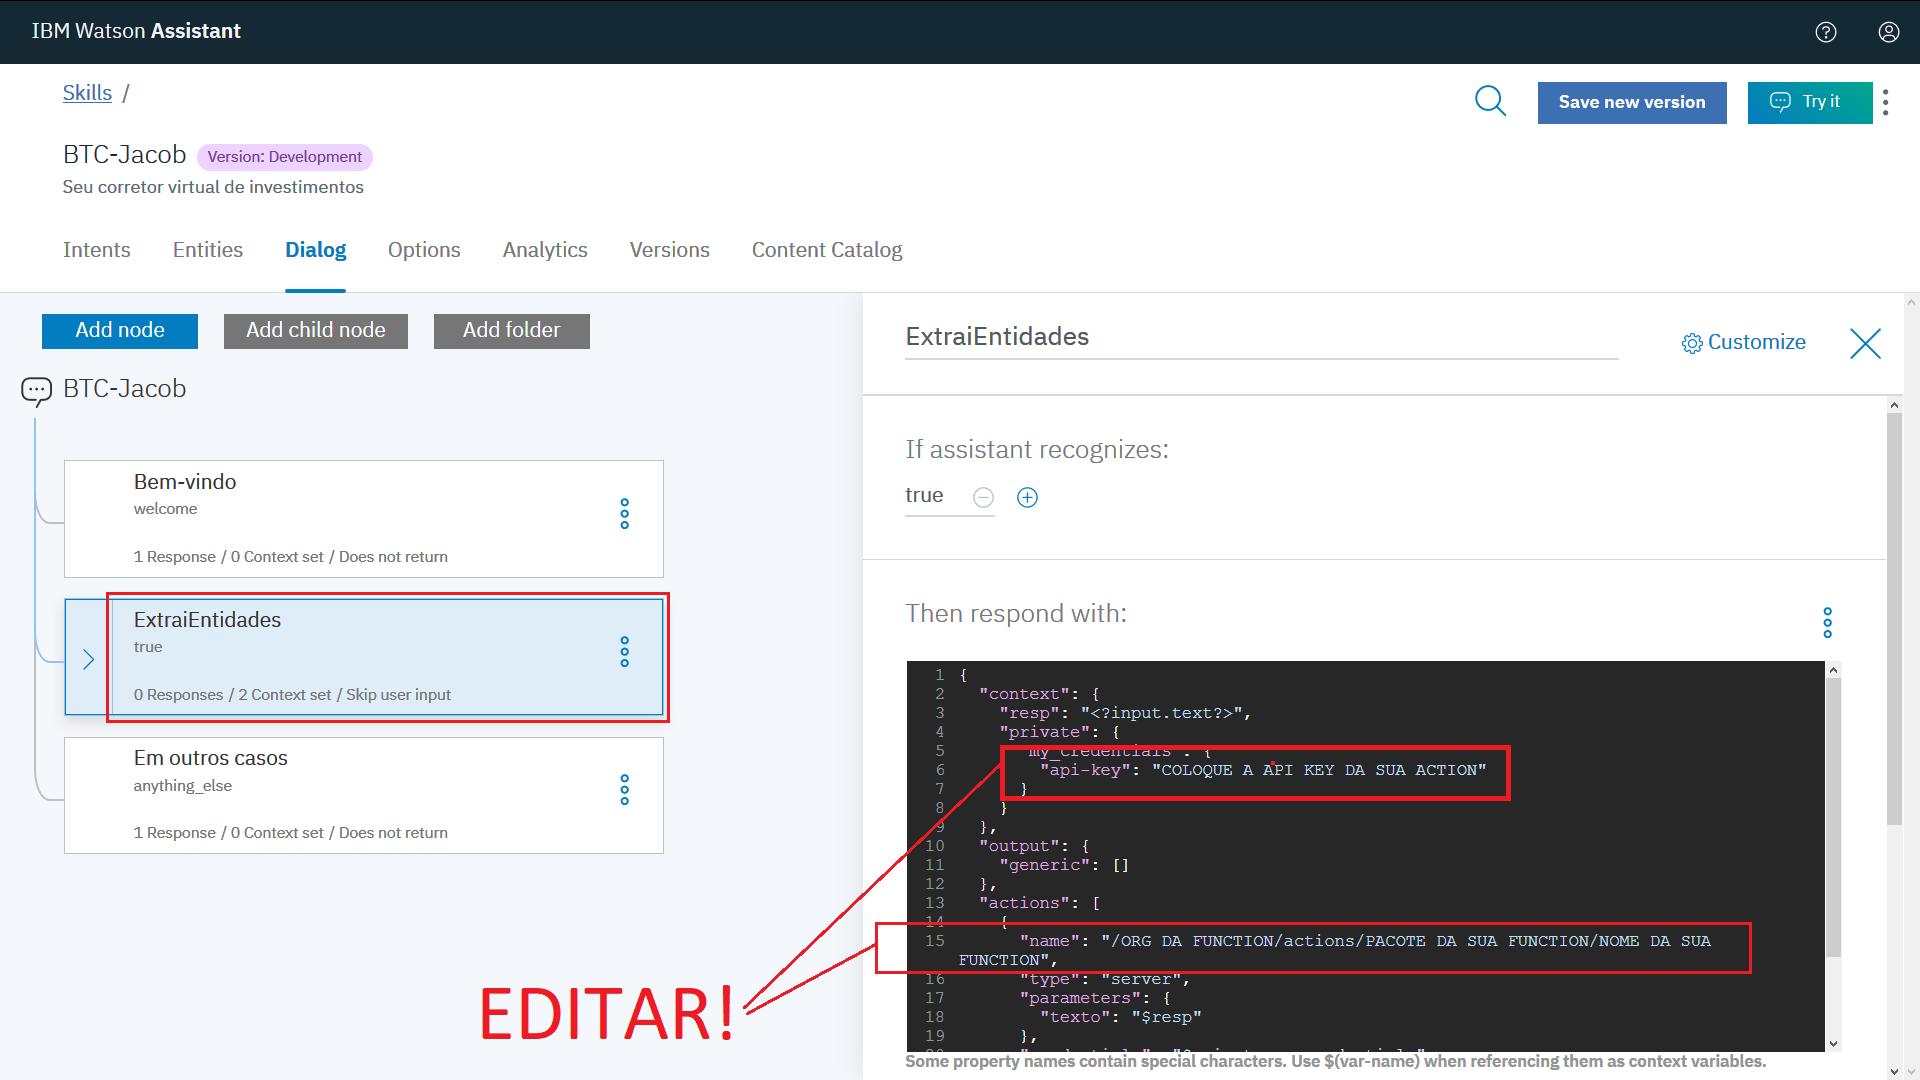 IBM Watson Assistant
Skills /
Save new version
Try it
BTC-Jacob Version: Development
Seu corretor virtual de investimentos
Intents Entities Dialog Options Analytics Versions Content Catalog
Add node Add child node Add folder
BTC-Jacob
Bem-vindo
welcome
1 Response / 0 Context set / Does not return
ExtraiEntidades
true
0 Responses / 2 Context set / Skip user input
Em outros casos
anything_else
1 Response / 0 Context set / Does not return
EDITAR!
ExtraiEntidades
Customize
If assistant recognizes:
true
Then respond with:
1 {
2 "context": {
3 "resp": "<?input.text?>",
4 "private": {
5 my_credentials : {
6 "api-key": "COLOQUE A API KEY DA SUA ACTION"
7 }
8 }
9 },
10 "output": {
11 "generic": []
12 },
13 "actions": [
14 {
15 "name": "/ORG DA FUNCTION/actions/PACOTE DA SUA FUNCTION/NOME DA SUA
FUNCTION",
16 "type": "server",
17 "parameters": {
18 "texto": "$resp"
19 },
Some property names contain special characters. Use $(var-name) when referencing them as context variables.